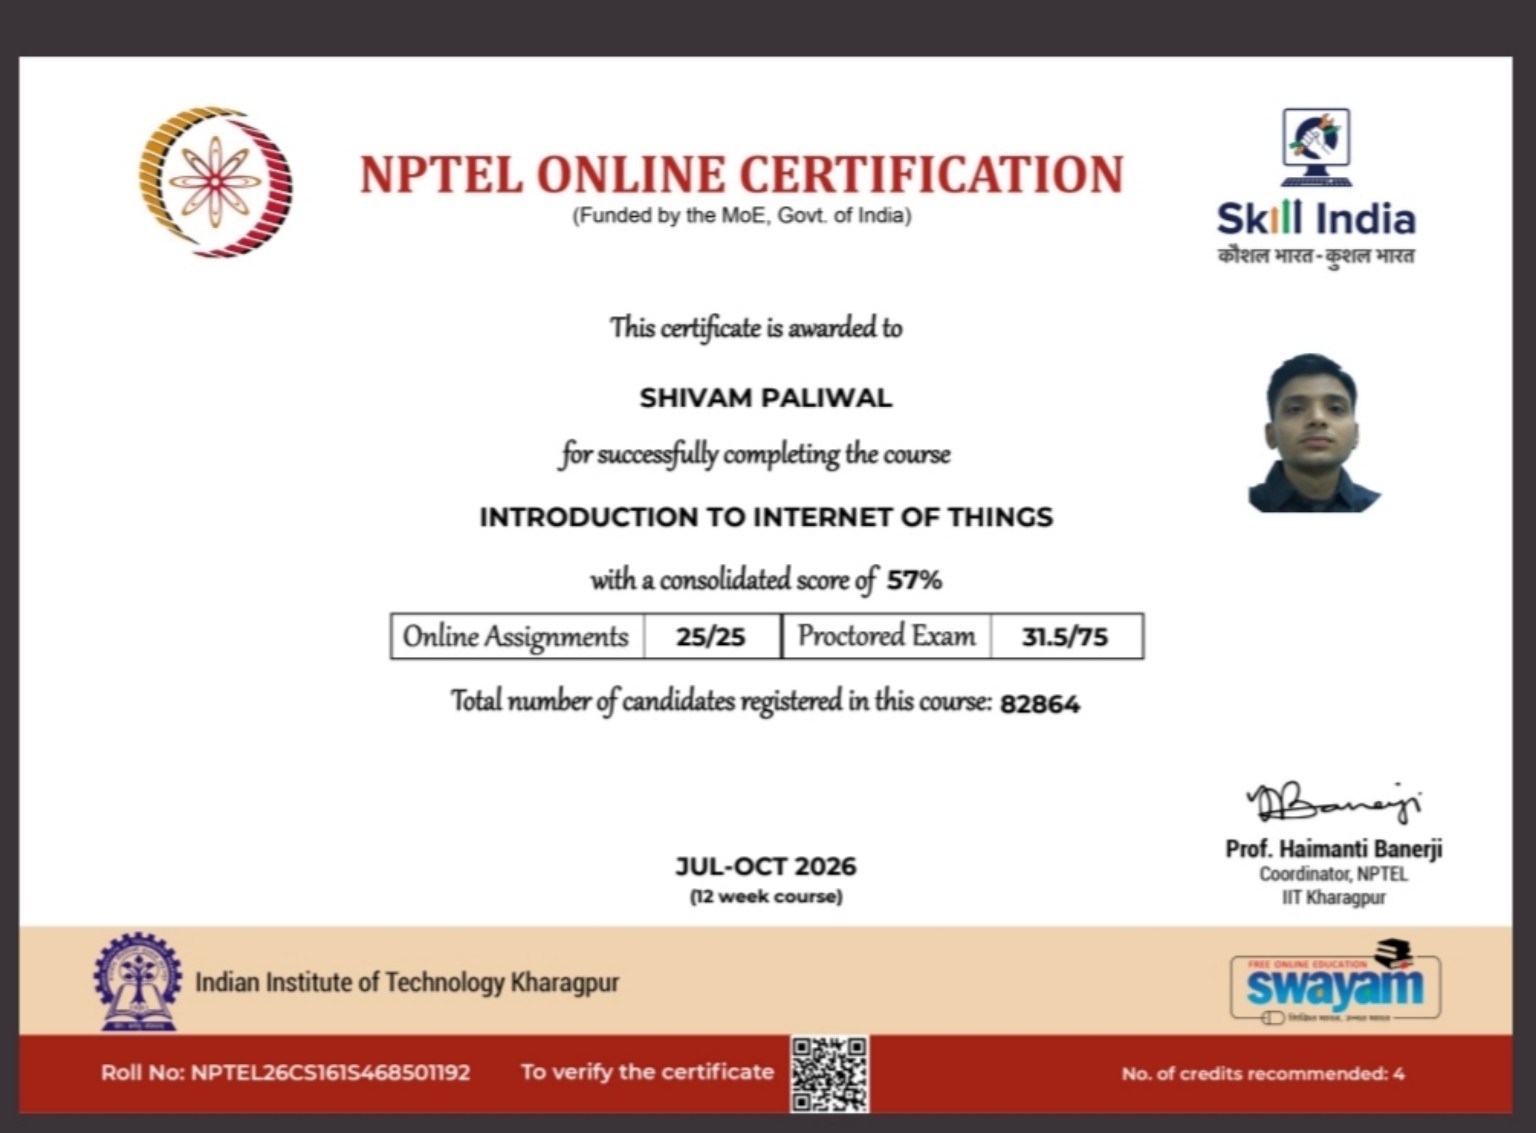 NPTEL ONLINE CERTIFICATION
(Funded by the MoE, Govt. of India)
Skill India
कौशल भारत - कुशल भारत
This certificate is awarded to
SHIVAM PALIWAL
for successfully completing the course
INTRODUCTION TO INTERNET OF THINGS
with a consolidated score of 57%
Online Assignments 25/25 Proctored Exam 31.5/75
Total number of candidates registered in this course: 82864
JUL-OCT 2026
(12 week course)
Prof. Haimanti Banerji
Coordinator, NPTEL
IIT Kharagpur
Indian Institute of Technology Kharagpur
FREE ONLINE EDUCATION
swayam
Roll No: NPTEL26CS161S468501192 To verify the certificate No. of credits recommended: 4